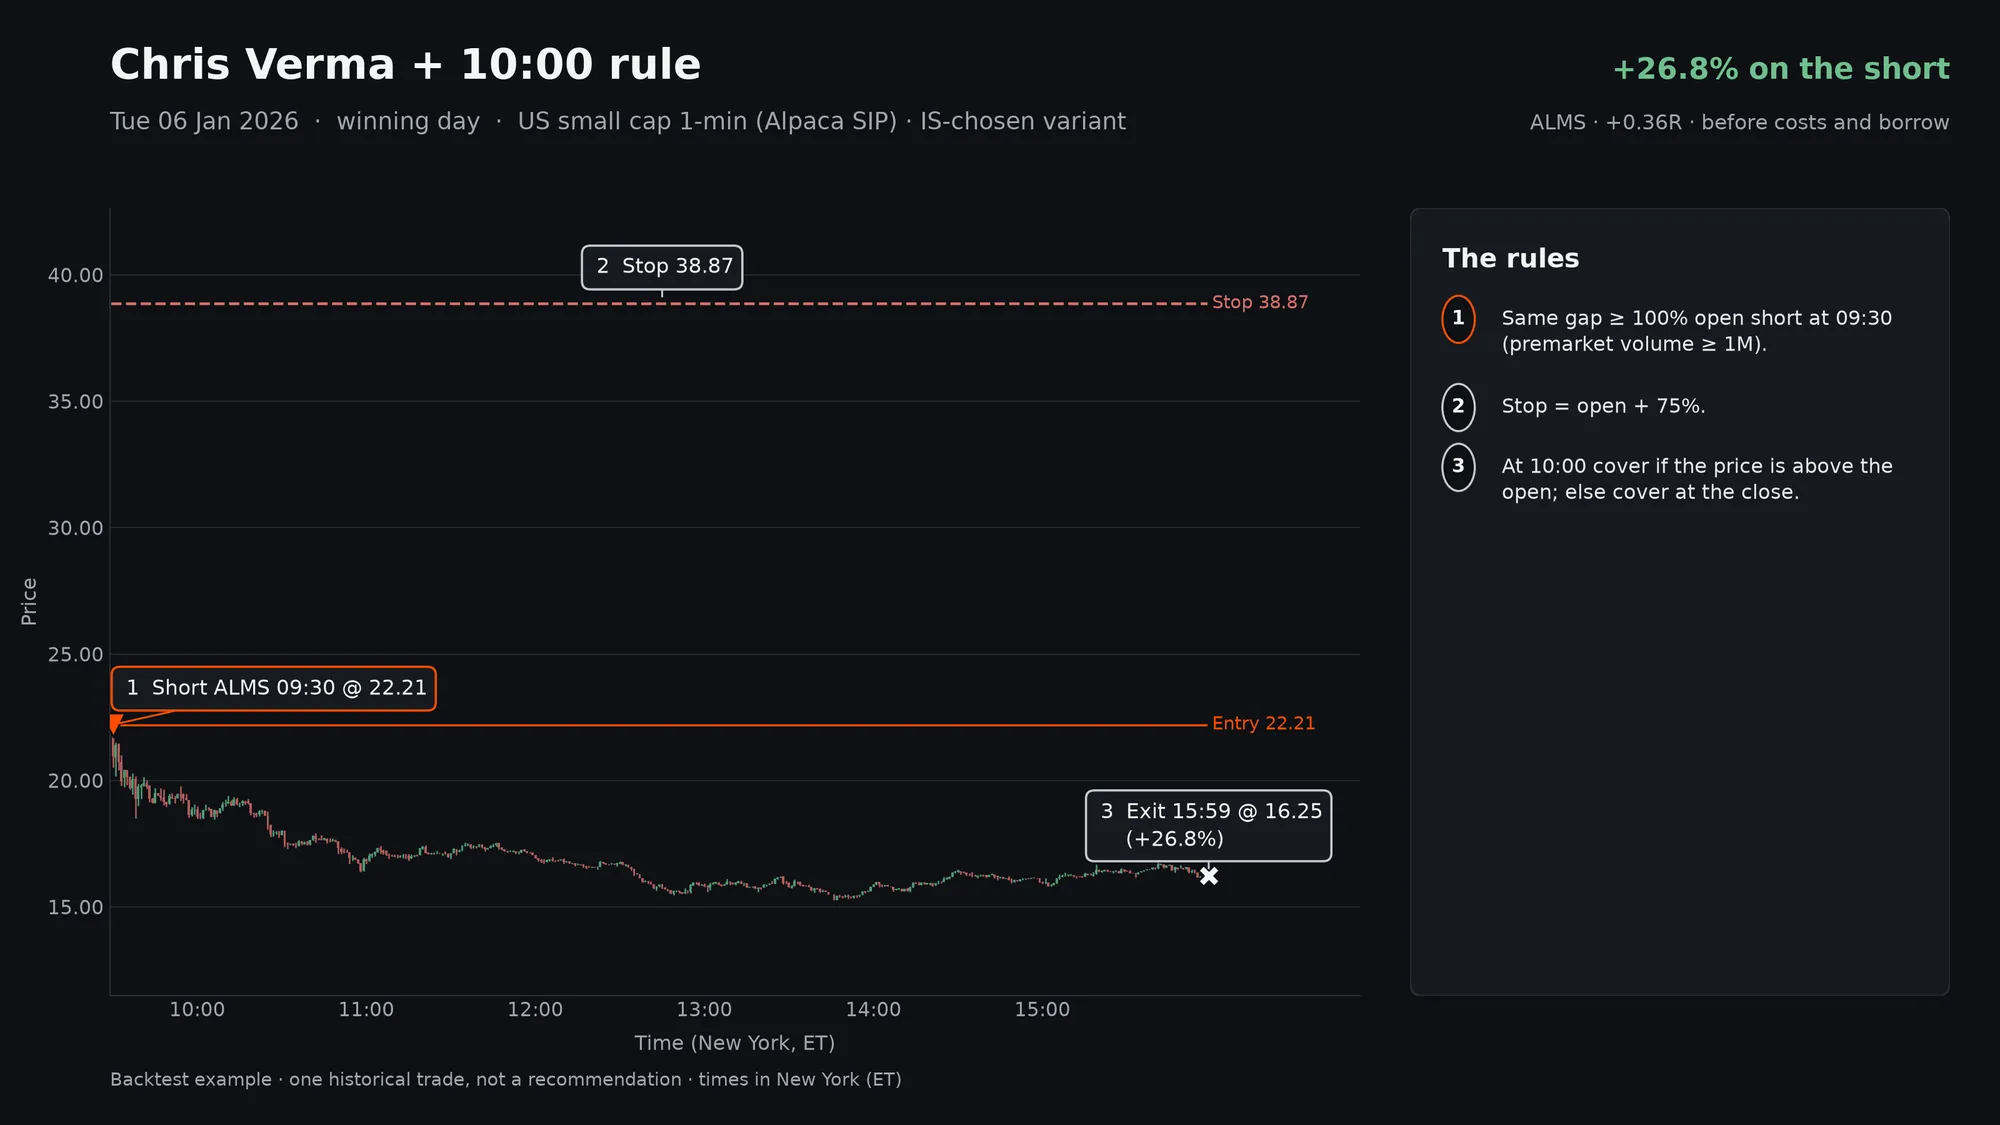 Chris Verma + 10:00 rule
+26.8% on the short
Tue 06 Jan 2026 · winning day · US small cap 1-min (Alpaca SIP) · IS-chosen variant
ALMS · +0.36R · before costs and borrow
40.00
35.00
30.00
25.00
20.00
15.00
Price
2 Stop 38.87
Stop 38.87
1 Short ALMS 09:30 @ 22.21
Entry 22.21
3 Exit 15:59 @ 16.25
(+26.8%)
10:00
11:00
12:00
13:00
14:00
15:00
Time (New York, ET)
The rules
1 Same gap ≥ 100% open short at 09:30
(premarket volume ≥ 1M).
2 Stop = open + 75%.
3 At 10:00 cover if the price is above the
open; else cover at the close.
Backtest example · one historical trade, not a recommendation · times in New York (ET)